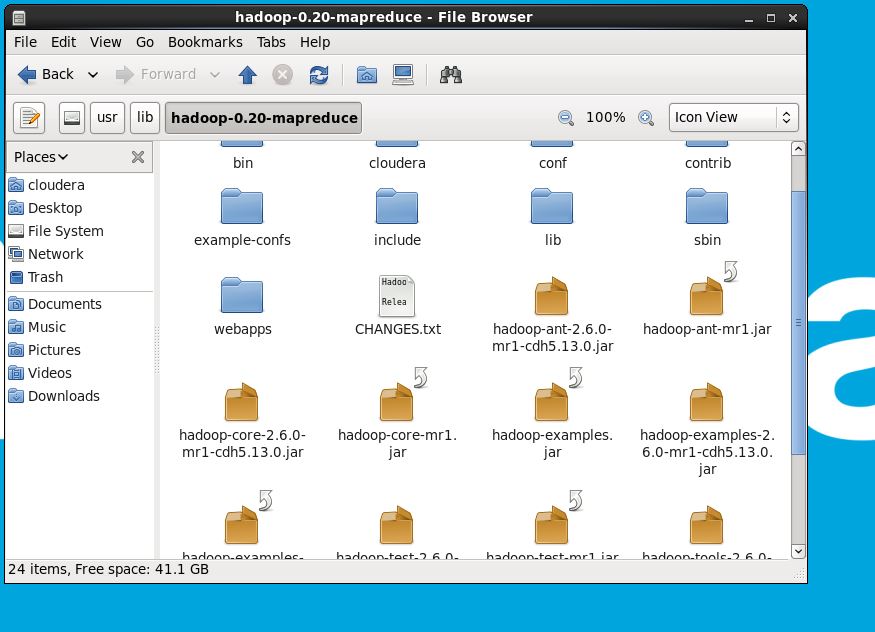 hadoop-0.20-mapreduce - File Browser
File Edit View Go Bookmarks Tabs Help
Back Forward
usr lib hadoop-0.20-mapreduce 100% Icon View
Places
cloudera
Desktop
File System
Network
Trash
Documents
Music
Pictures
Videos
Downloads
bin cloudera conf contrib
example-confs include lib sbin
Hadoo
Relea
webapps CHANGES.txt hadoop-ant-2.6.0- hadoop-ant-mr1.jar
mr1-cdh5.13.0.jar
hadoop-core-2.6.0- hadoop-core-mr1. hadoop-examples. hadoop-examples-2.
mr1-cdh5.13.0.jar jar jar 6.0-mr1-cdh5.13.0.
jar
hadoop-examples- hadoop-test-2.6.0- hadoop-test-mr1.jar hadoop-tools-2.6.0-
24 items, Free space: 41.1 GB
a